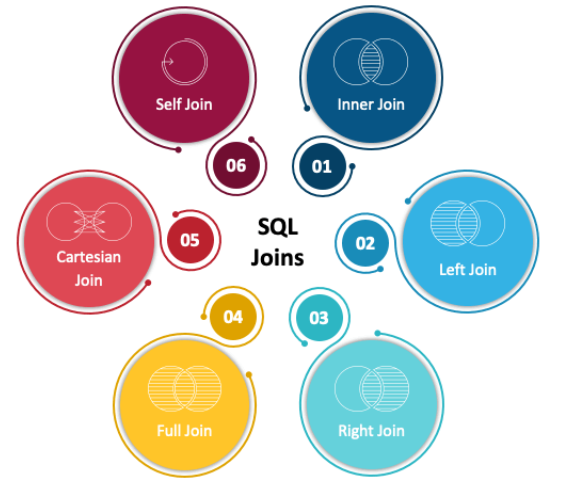 SQL
Joins
01
Inner Join
02
Left Join
03
Right Join
04
Full Join
05
Cartesian
Join
06
Self Join